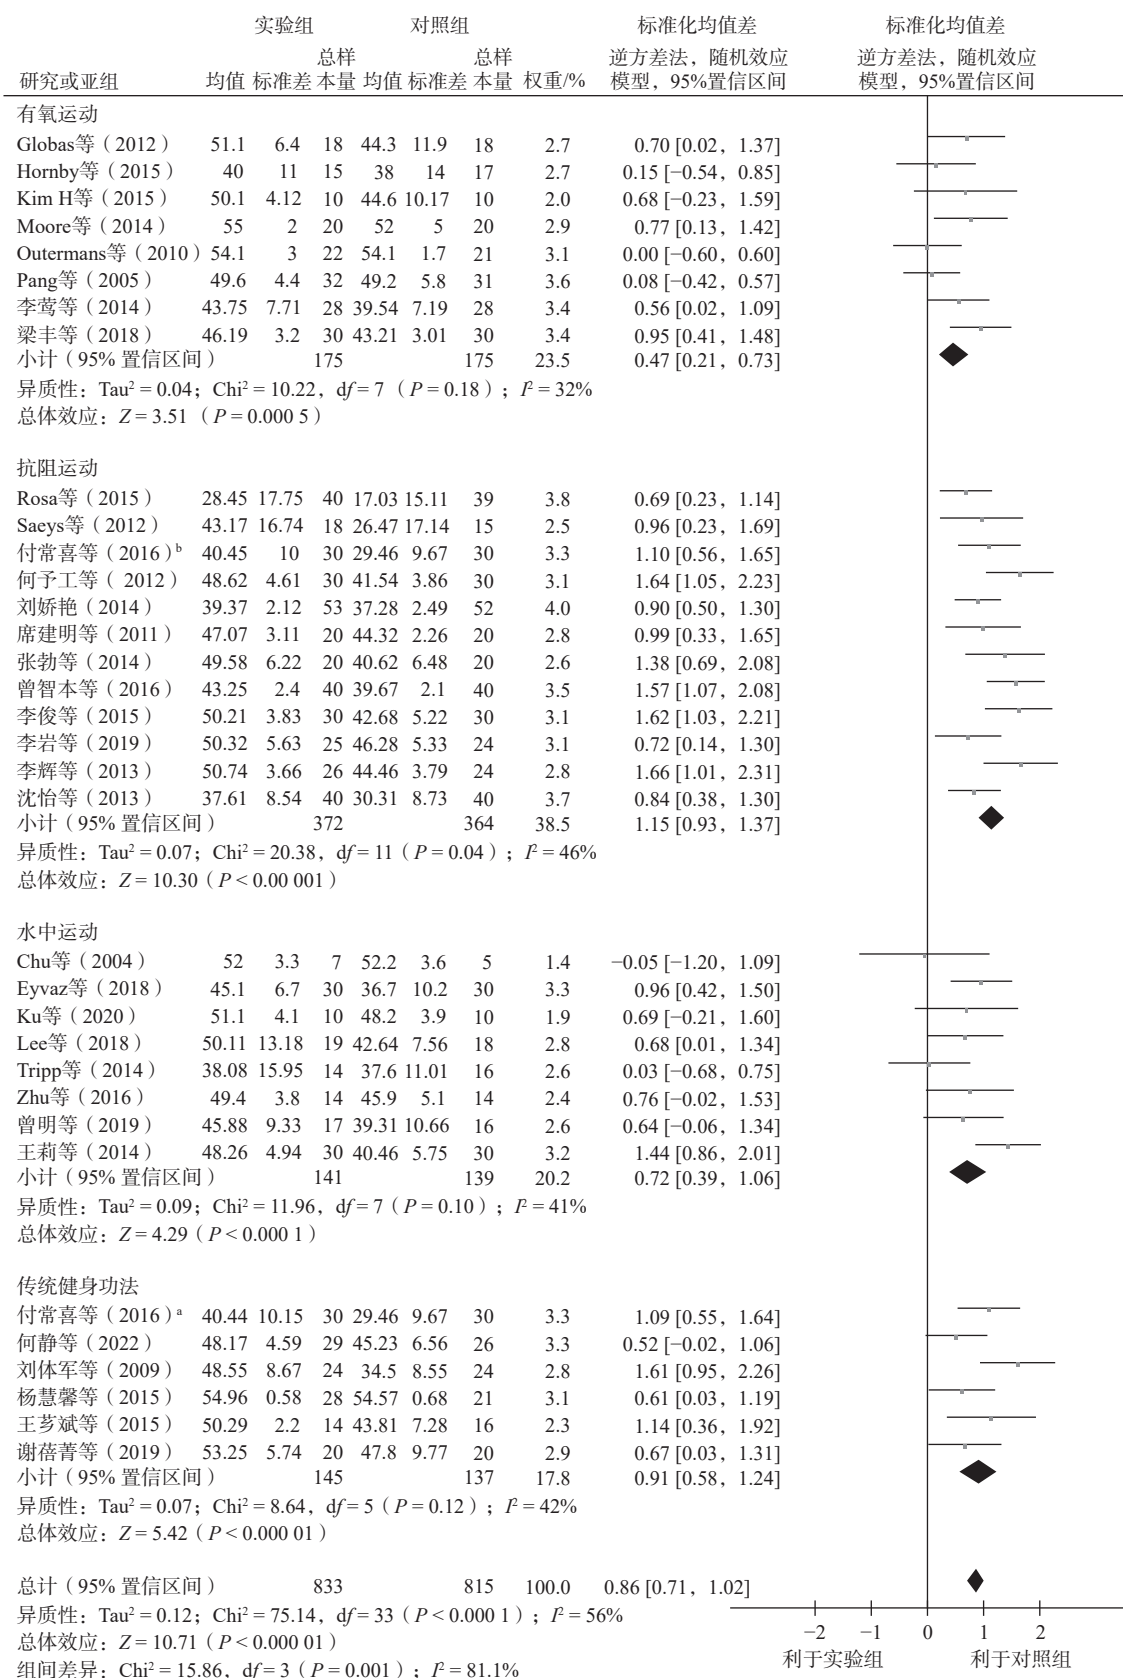 实验组 对照组 标准化均值差 标准化均值差
总样 总样 逆方差法，随机效应 逆方差法，随机效应
研究或亚组 均值 标准差 本量 均值 标准差 本量 权重/% 模型，95%置信区间 模型，95%置信区间
有氧运动
Globas等（2012） 51.1 6.4 18 44.3 11.9 18 2.7 0.70 [0.02, 1.37]
Hornby等（2015） 40 11 15 38 14 17 2.7 0.15 [−0.54, 0.85]
Kim H等（2015） 50.1 4.12 10 44.6 10.17 10 2.0 0.68 [−0.23, 1.59]
Moore等（2014） 55 2 20 52 5 20 2.9 0.77 [0.13, 1.42]
Outermans等（2010） 54.1 3 22 54.1 1.7 21 3.1 0.00 [−0.60, 0.60]
Pang等（2005） 49.6 4.4 32 49.2 5.8 31 3.6 0.08 [−0.42, 0.57]
李莺等（2014） 43.75 7.71 28 39.54 7.19 28 3.4 0.56 [0.02, 1.09]
梁丰等（2018） 46.19 3.2 30 43.21 3.01 30 3.4 0.95 [0.41, 1.48]
小计（95% 置信区间） 175 175 23.5 0.47 [0.21, 0.73]
异质性：Tau² = 0.04；Chi² = 10.22，df = 7 （P = 0.18）；I² = 32%
总体效应：Z = 3.51 （P = 0.000 5）
抗阻运动
Rosa等（2015） 28.45 17.75 40 17.03 15.11 39 3.8 0.69 [0.23, 1.14]
Saeys等（2012） 43.17 16.74 18 26.47 17.14 15 2.5 0.96 [0.23, 1.69]
付常喜等（2016）ᵇ 40.45 10 30 29.46 9.67 30 3.3 1.10 [0.56, 1.65]
何予工等（ 2012） 48.62 4.61 30 41.54 3.86 30 3.1 1.64 [1.05, 2.23]
刘娇艳（2014） 39.37 2.12 53 37.28 2.49 52 4.0 0.90 [0.50, 1.30]
席建明等（2011） 47.07 3.11 20 44.32 2.26 20 2.8 0.99 [0.33, 1.65]
张勃等（2014） 49.58 6.22 20 40.62 6.48 20 2.6 1.38 [0.69, 2.08]
曾智本等（2016） 43.25 2.4 40 39.67 2.1 40 3.5 1.57 [1.07, 2.08]
李俊等（2015） 50.21 3.83 30 42.68 5.22 30 3.1 1.62 [1.03, 2.21]
李岩等（2019） 50.32 5.63 25 46.28 5.33 24 3.1 0.72 [0.14, 1.30]
李辉等（2013） 50.74 3.66 26 44.46 3.79 24 2.8 1.66 [1.01, 2.31]
沈怡等（2013） 37.61 8.54 40 30.31 8.73 40 3.7 0.84 [0.38, 1.30]
小计（95% 置信区间） 372 364 38.5 1.15 [0.93, 1.37]
异质性：Tau² = 0.07；Chi² = 20.38，df = 11（P = 0.04）；I² = 46%
总体效应：Z = 10.30（P < 0.00 001）
水中运动
Chu等（2004） 52 3.3 7 52.2 3.6 5 1.4 −0.05 [−1.20, 1.09]
Eyvaz等（2018） 45.1 6.7 30 36.7 10.2 30 3.3 0.96 [0.42, 1.50]
Ku等（2020） 51.1 4.1 10 48.2 3.9 10 1.9 0.69 [−0.21, 1.60]
Lee等（2018） 50.11 13.18 19 42.64 7.56 18 2.8 0.68 [0.01, 1.34]
Tripp等（2014） 38.08 15.95 14 37.6 11.01 16 2.6 0.03 [−0.68, 0.75]
Zhu等（2016） 49.4 3.8 14 45.9 5.1 14 2.4 0.76 [−0.02, 1.53]
曾明等（2019） 45.88 9.33 17 39.31 10.66 16 2.6 0.64 [−0.06, 1.34]
王莉等（2014） 48.26 4.94 30 40.46 5.75 30 3.2 1.44 [0.86, 2.01]
小计（95% 置信区间） 141 139 20.2 0.72 [0.39, 1.06]
异质性：Tau² = 0.09；Chi² = 11.96，df = 7（P = 0.10）；I² = 41%
总体效应：Z = 4.29（P < 0.000 1）
传统健身功法
付常喜等（2016）ᵃ 40.44 10.15 30 29.46 9.67 30 3.3 1.09 [0.55, 1.64]
何静等（2022） 48.17 4.59 29 45.23 6.56 26 3.3 0.52 [−0.02, 1.06]
刘体军等（2009） 48.55 8.67 24 34.5 8.55 24 2.8 1.61 [0.95, 2.26]
杨慧馨等（2015） 54.96 0.58 28 54.57 0.68 21 3.1 0.61 [0.03, 1.19]
王芗斌等（2015） 50.29 2.2 14 43.81 7.28 16 2.3 1.14 [0.36, 1.92]
谢蓓菁等（2019） 53.25 5.74 20 47.8 9.77 20 2.9 0.67 [0.03, 1.31]
小计（95% 置信区间） 145 137 17.8 0.91 [0.58, 1.24]
异质性：Tau² = 0.07；Chi² = 8.64，df = 5（P = 0.12）；I² = 42%
总体效应：Z = 5.42（P < 0.000 01）
总计（95% 置信区间） 833 815 100.0 0.86 [0.71, 1.02]
异质性：Tau² = 0.12；Chi² = 75.14，df = 33（P < 0.000 1）；I² = 56%
总体效应：Z = 10.71（P < 0.000 01）
组间差异：Chi² = 15.86，df = 3（P = 0.001）；I² = 81.1%
−2 −1 0 1 2
利于实验组 利于对照组